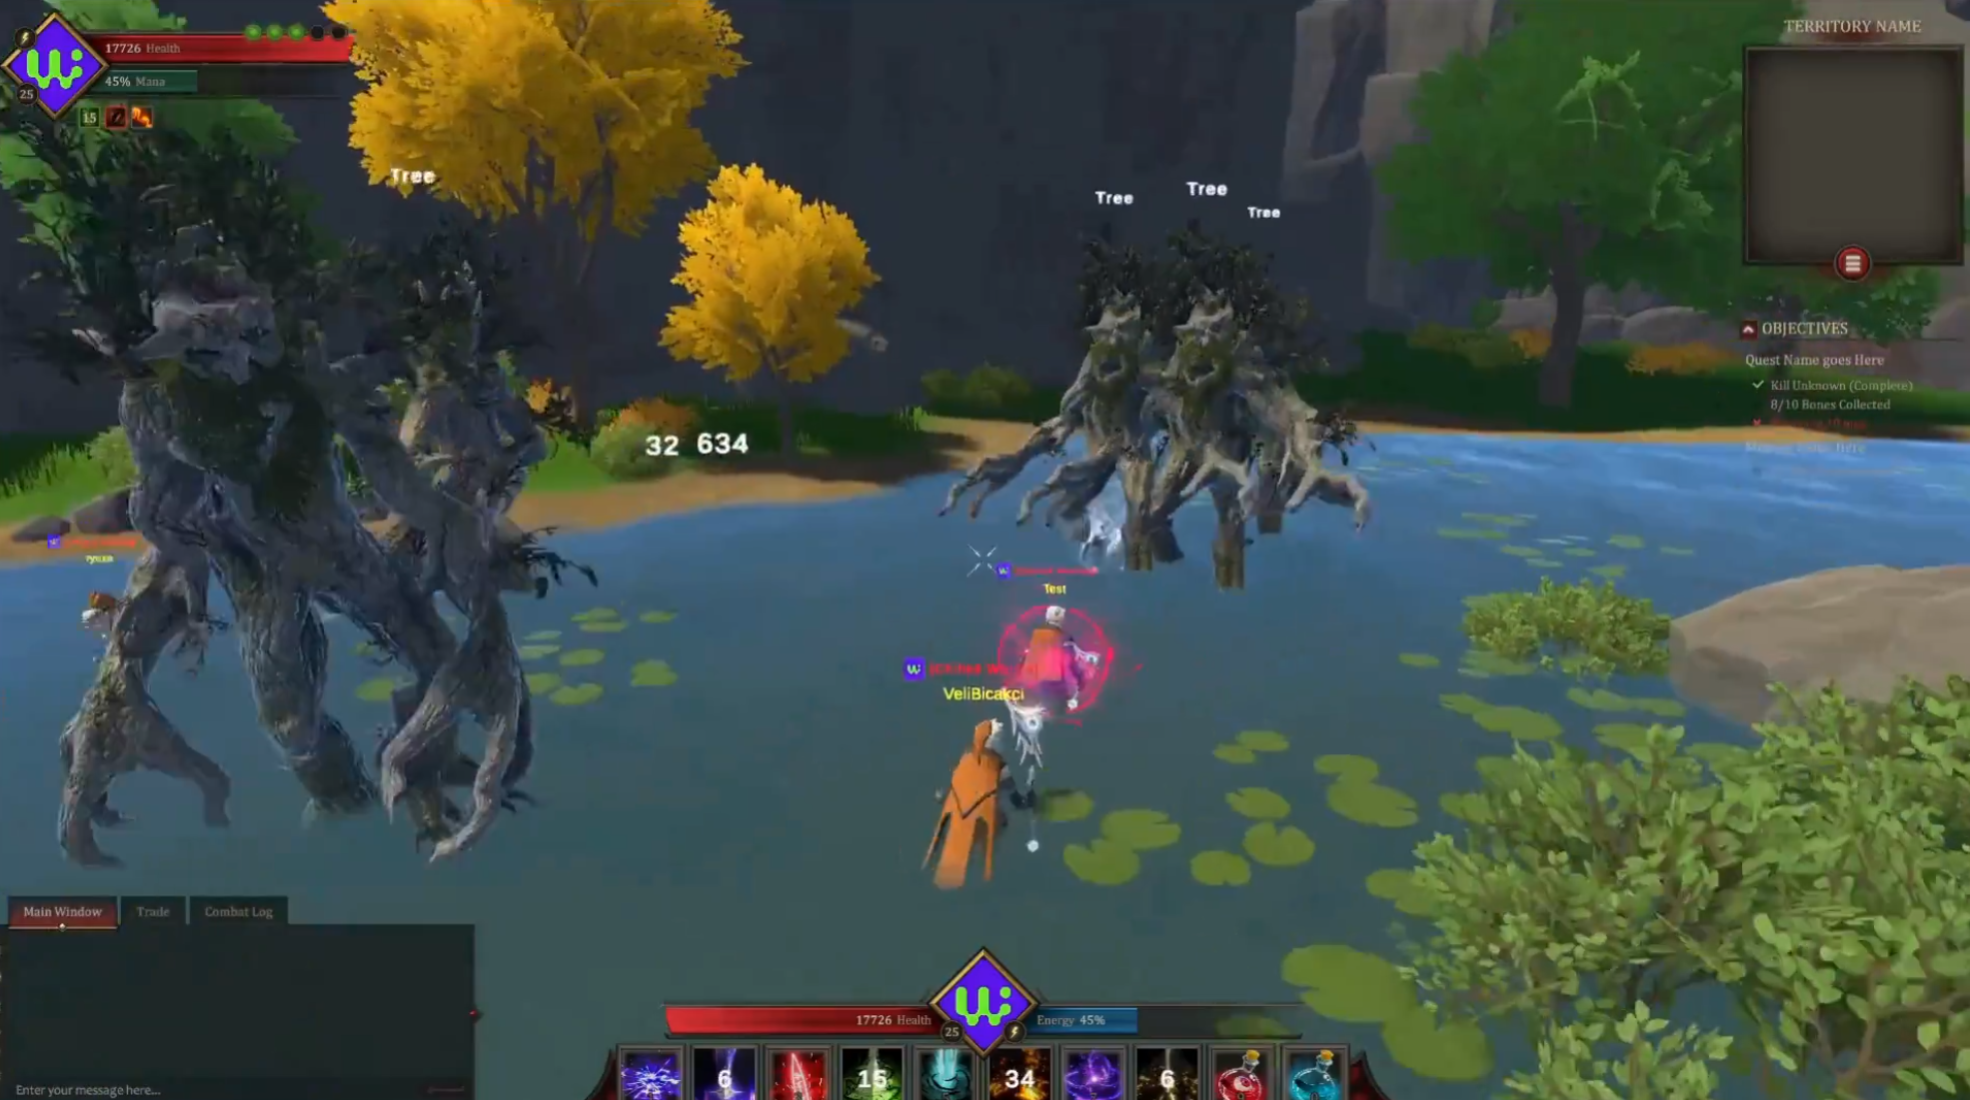 TERRITORY NAME
17726 Health
45% Mana
25
15
Tree
Tree
Tree
Tree
OBJECTIVES
Quest Name goes Here
Kill Unknown (Complete)
8/10 Bones Collected
32 634
Test
VeliBicakci
Main Window
Trade
Combat Log
17726 Health
Energy 45%
25
6
15
34
6
Enter your message here...